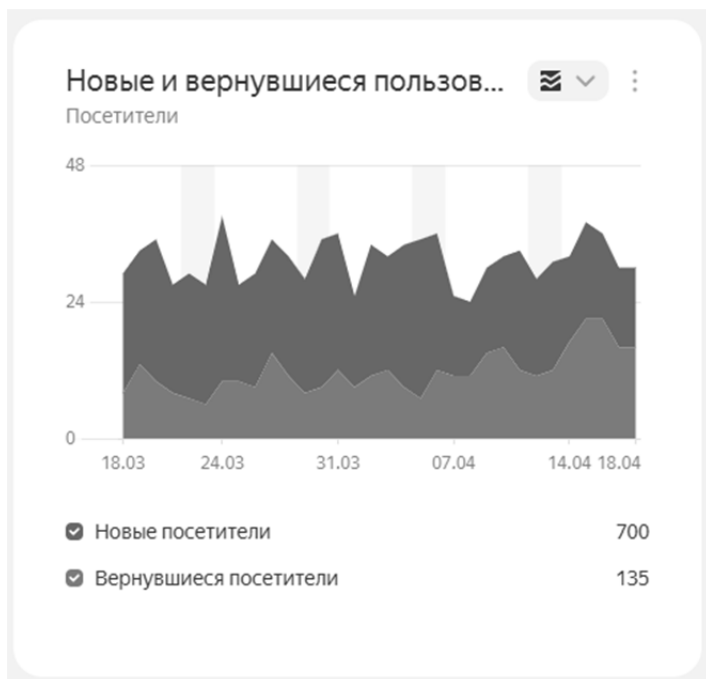 Новые и вернувшиеся пользов...
Посетители
48
24
0
18.03 24.03 31.03 07.04 14.04 18.04
Новые посетители 700
Вернувшиеся посетители 135